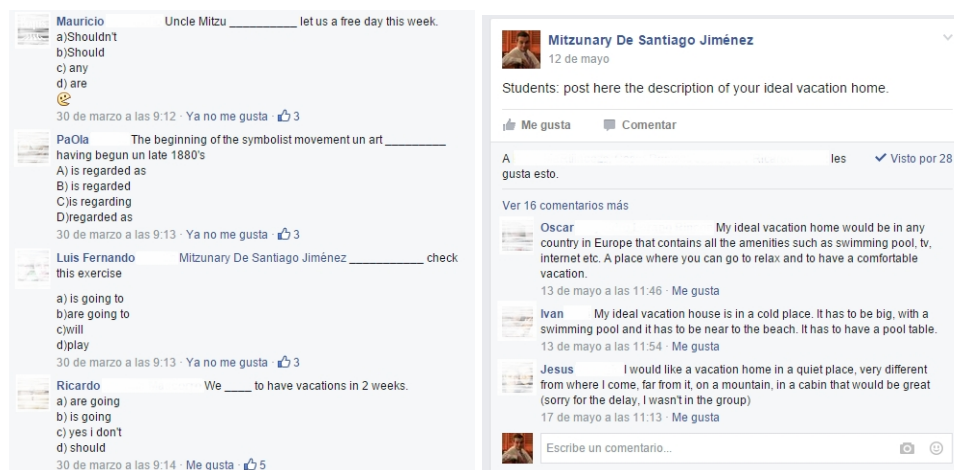 Mauricio Uncle Mitzu __________ let us a free day this week.
a)Shouldn't
b)Should
c) any
d) are
30 de marzo a las 9:12 · Ya no me gusta · 3
PaOla The beginning of the symbolist movement un art _________
having begun un late 1880's
A) is regarded as
B) is regarded
C)is regarding
D)regarded as
30 de marzo a las 9:13 · Ya no me gusta · 3
Luis Fernando Mitzunary De Santiago Jiménez ___________ check
this exercise
a) is going to
b)are going to
c)will
d)play
30 de marzo a las 9:13 · Ya no me gusta · 3
Ricardo We ____ to have vacations in 2 weeks.
a) are going
b) is going
c) yes i don't
d) should
30 de marzo a las 9:14 · Me gusta · 5
Mitzunary De Santiago Jiménez
12 de mayo
Students: post here the description of your ideal vacation home.
Me gusta Comentar
A les
gusta esto.
Visto por 28
Ver 16 comentarios más
Oscar My ideal vacation home would be in any
country in Europe that contains all the amenities such as swimming pool, tv,
internet etc. A place where you can go to relax and to have a comfortable
vacation.
13 de mayo a las 11:46 · Me gusta
Ivan My ideal vacation house is in a cold place. It has to be big, with a
swimming pool and it has to be near to the beach. It has to have a pool table.
13 de mayo a las 11:54 · Me gusta
Jesus I would like a vacation home in a quiet place, very different
from where I come, far from it, on a mountain, in a cabin that would be great
(sorry for the delay, I wasn't in the group)
17 de mayo a las 11:13 · Me gusta
Escribe un comentario...